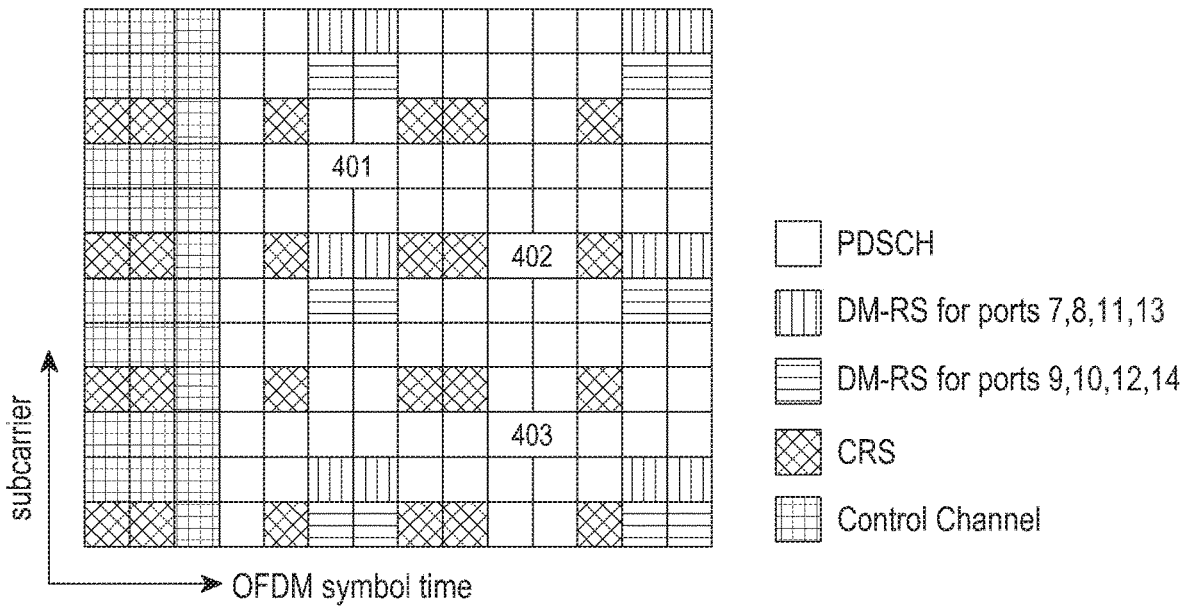 401
402
403
subcarrier
OFDM symbol time
PDSCH
DM-RS for ports 7,8,11,13
DM-RS for ports 9,10,12,14
CRS
Control Channel